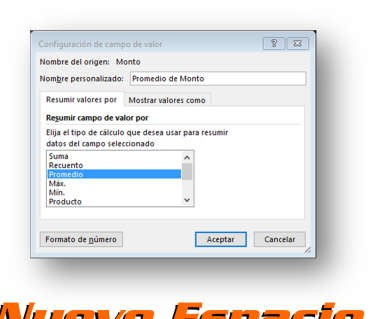 Configuración de campo de valor
Nombre del origen: Monto
Nombre personalizado: Promedio de Monto
Resumir valores por
Mostrar valores como
Resumir campo de valor por
Elija el tipo de cálculo que desea usar para resumir
datos del campo seleccionado
Suma
Recuento
Promedio
Máx.
Mín.
Producto
Formato de número
Aceptar
Cancelar
Nuevo Espacio